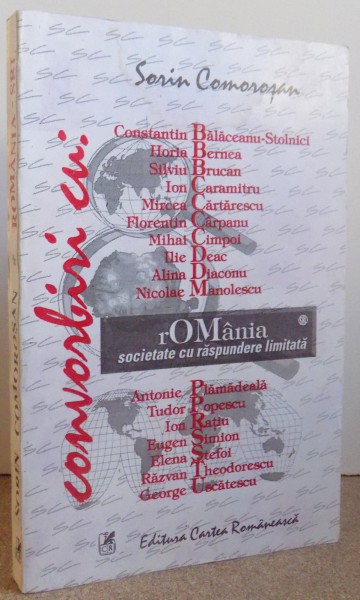 Sorin Comoroșan
convorbiri cu:
Constantin Bălăceanu-Stolnici
Horia Bernea
Silviu Brucan
Ion Caramitru
Mircea Cărtărescu
Florentin Cârpanu
Mihai Cimpoi
Ilie Deac
Alina Diaconu
Nicolae Manolescu
rOMânia
societate cu răspundere limitată
Antonie Plămădeală
Tudor Popescu
Ion Rațiu
Eugen Simion
Elena Ștefoi
Răzvan Theodorescu
George Uscătescu
Editura Cartea Românească
CR